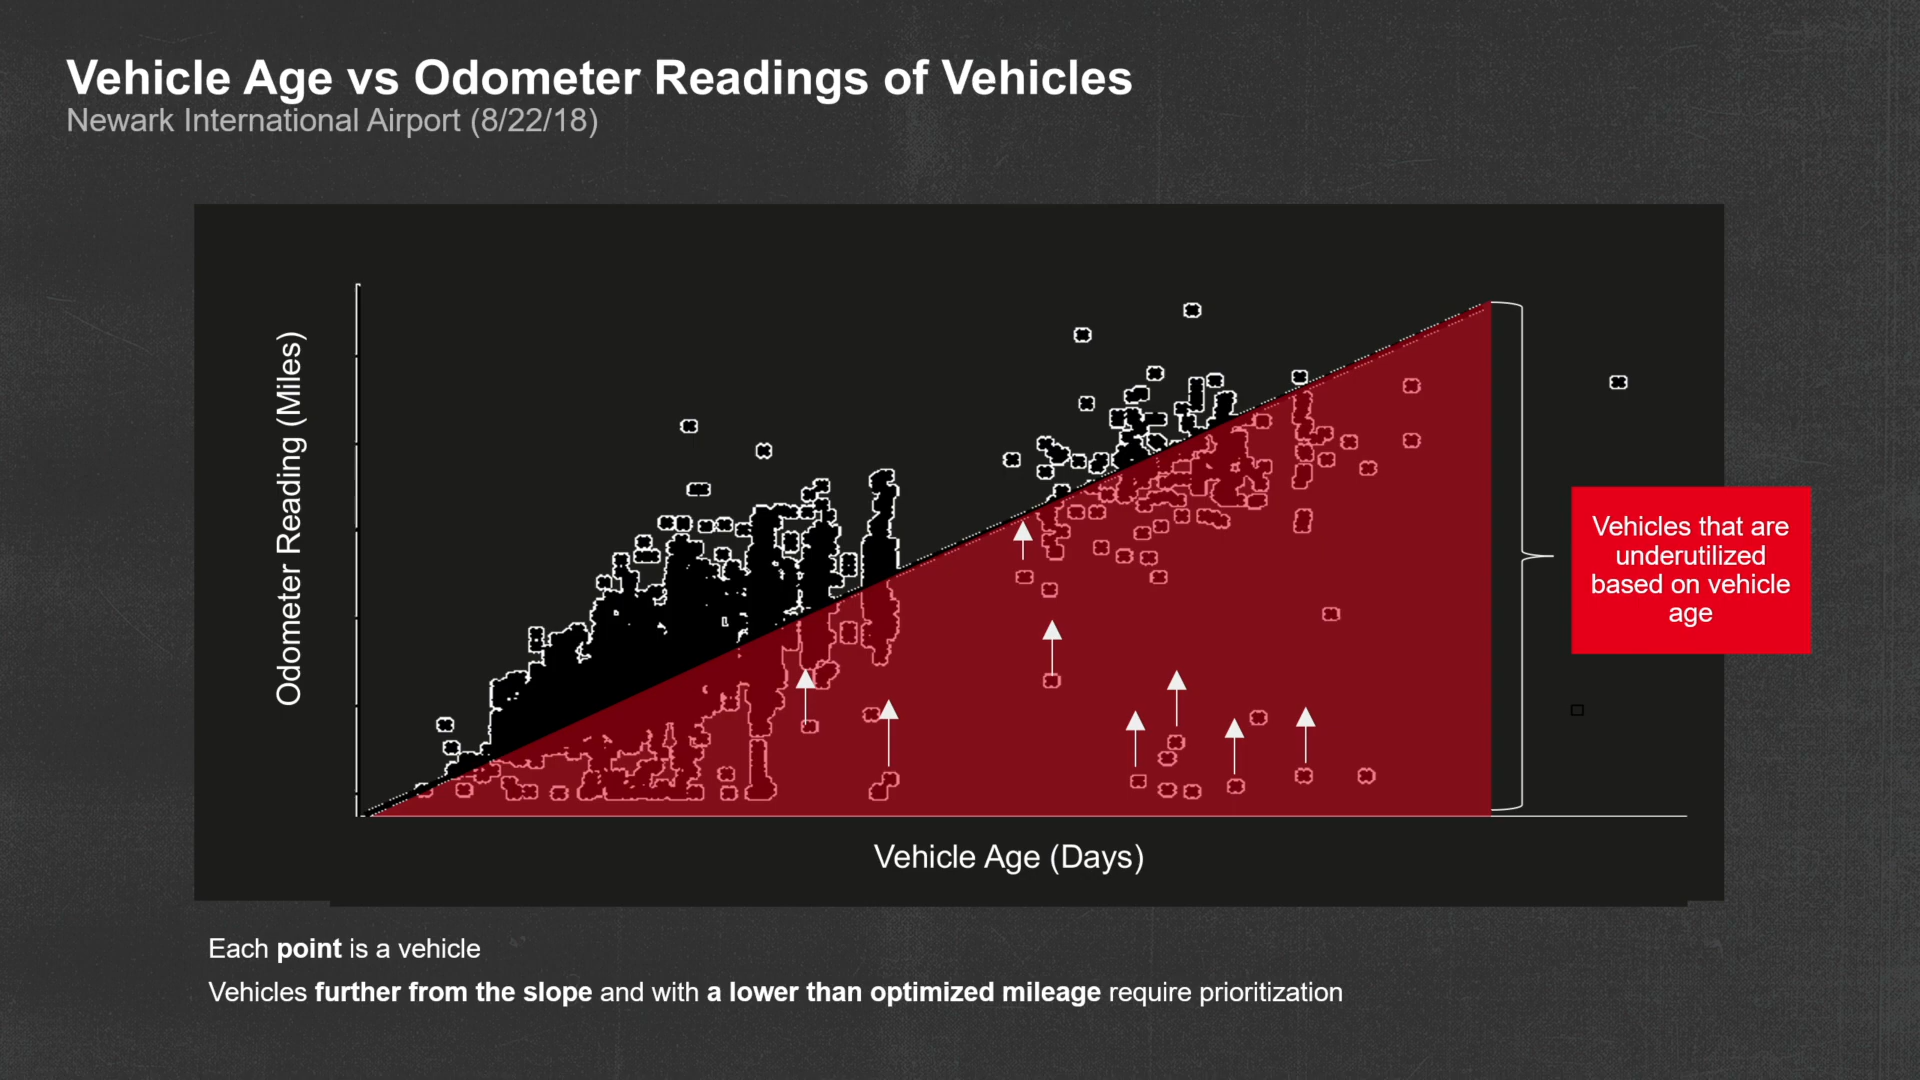 Vehicle Age vs Odometer Readings of Vehicles
Newark International Airport (8/22/18)
Odometer Reading (Miles)
Vehicles that are
underutilized
based on vehicle
age
Vehicle Age (Days)
Each point is a vehicle
Vehicles further from the slope and with a lower than optimized mileage require prioritization